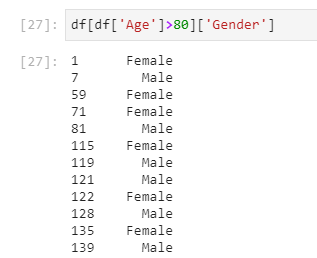 [27]: df[df['Age']>80]['Gender']
[27]: 1 Female
7 Male
59 Female
71 Female
81 Male
115 Female
119 Male
121 Male
122 Female
128 Male
135 Female
139 Male